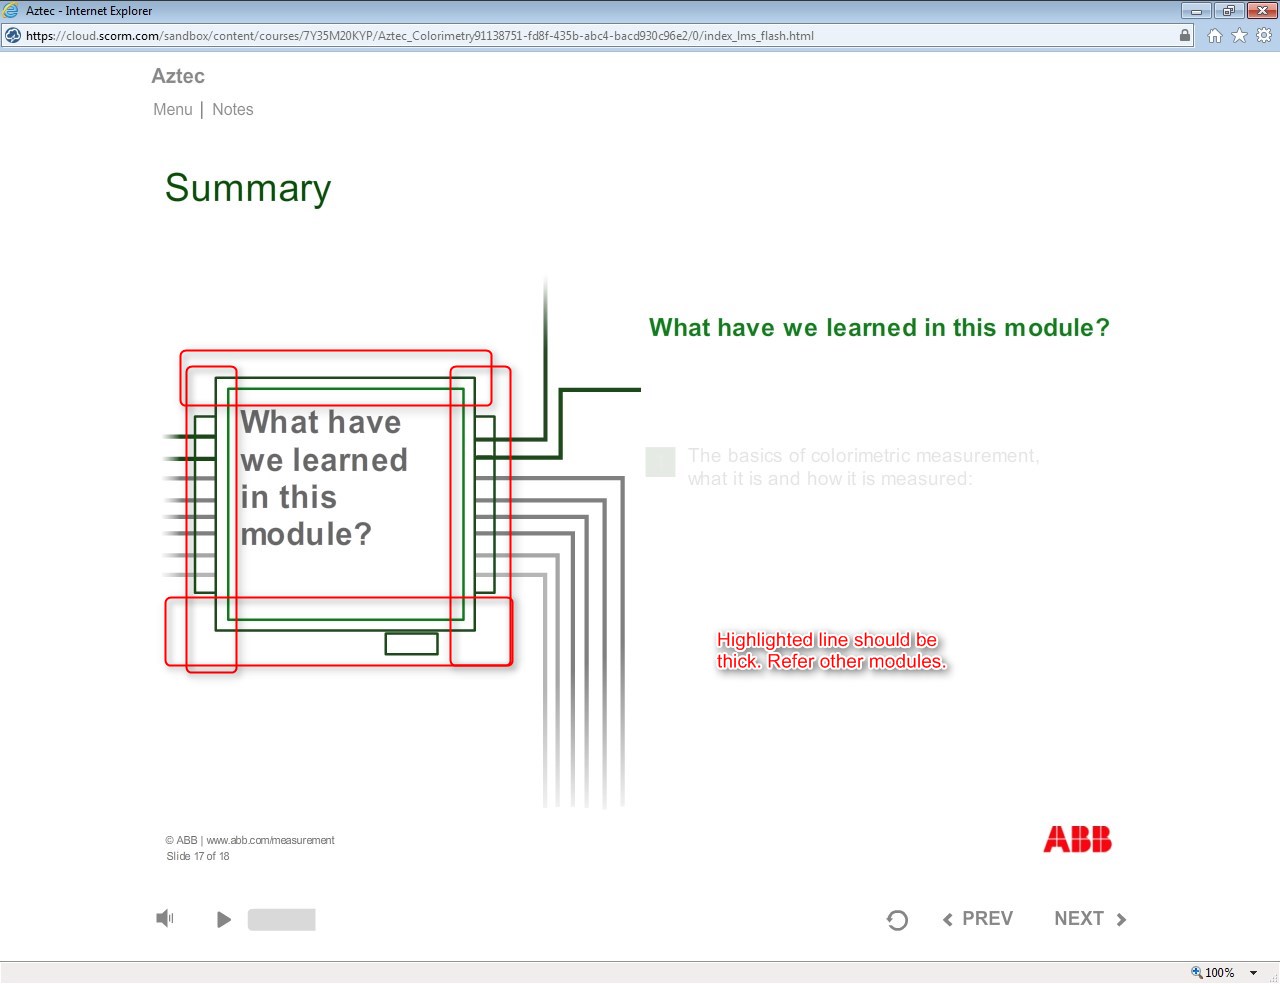 Aztec - Internet Explorer
https://cloud.scorm.com/sandbox/content/courses/7Y35M20KYP/Aztec_Colorimetry91138751-fd8f-435b-abc4-bacd930c96e2/0/index_lms_flash.html
Aztec
Menu | Notes
Summary
What have we learned in this module?
What have
we learned
in this
module?
The basics of colorimetric measurement,
what it is and how it is measured:
Highlighted line should be
thick. Refer other modules.
© ABB | www.abb.com/measurement
Slide 17 of 18
ABB
PREV
NEXT
100%